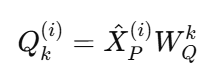 $Q_k^{(i)} = \hat{X}_P^{(i)} W_Q^k$